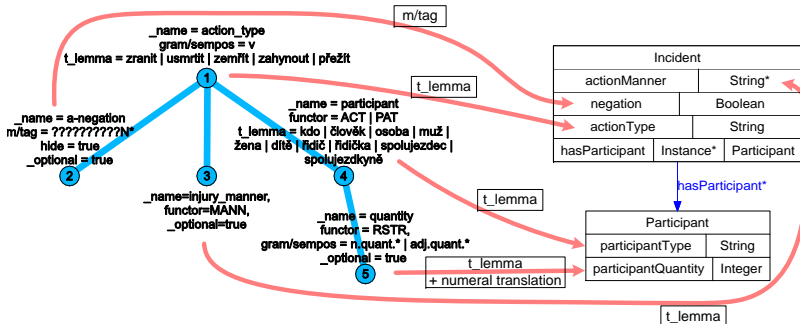 m/tag
_name = action_type
gram/sempos = v
t_lemma = zranit | usmrtit | zemřít | zahynout | přežít
1
t_lemma
Incident
actionManner String*
negation Boolean
actionType String
hasParticipant Instance* Participant
_name = a-negation
m/tag = ??????????N*
hide = true
_optional = true
2
_name = participant
functor = ACT | PAT
t_lemma = kdo | člověk | osoba | muž |
žena | dítě | řidič | řidička | spolujezdec |
spolujezdkyně
3
4
_name=injury_manner,
functor=MANN,
_optional=true
t_lemma
hasParticipant*
_name = quantity
functor = RSTR,
gram/sempos = n.quant.* | adj.quant.*
_optional = true
5
Participant
participantType String
participantQuantity Integer
t_lemma
+ numeral translation
t_lemma